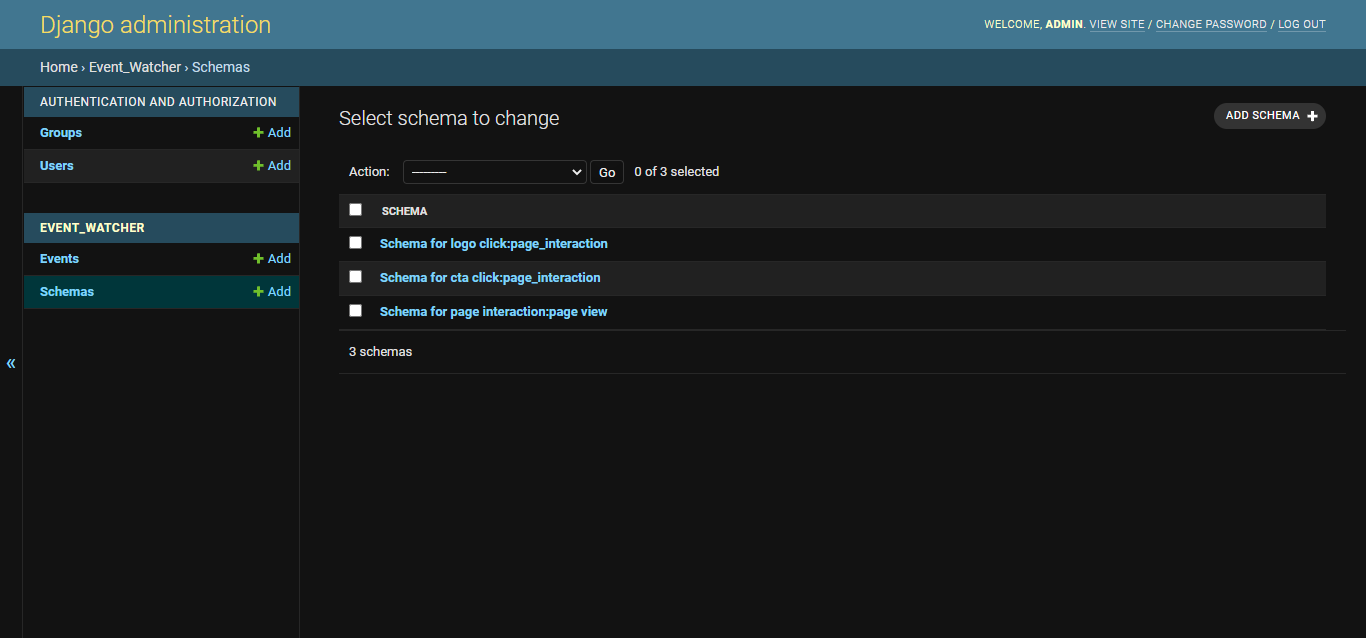 Django administration
WELCOME, ADMIN. VIEW SITE / CHANGE PASSWORD / LOG OUT
Home › Event_Watcher › Schemas
AUTHENTICATION AND AUTHORIZATION
Groups + Add
Users + Add
EVENT_WATCHER
Events + Add
Schemas + Add
«
Select schema to change
ADD SCHEMA +
Action: --------- Go 0 of 3 selected
SCHEMA
Schema for logo click:page_interaction
Schema for cta click:page_interaction
Schema for page interaction:page view
3 schemas